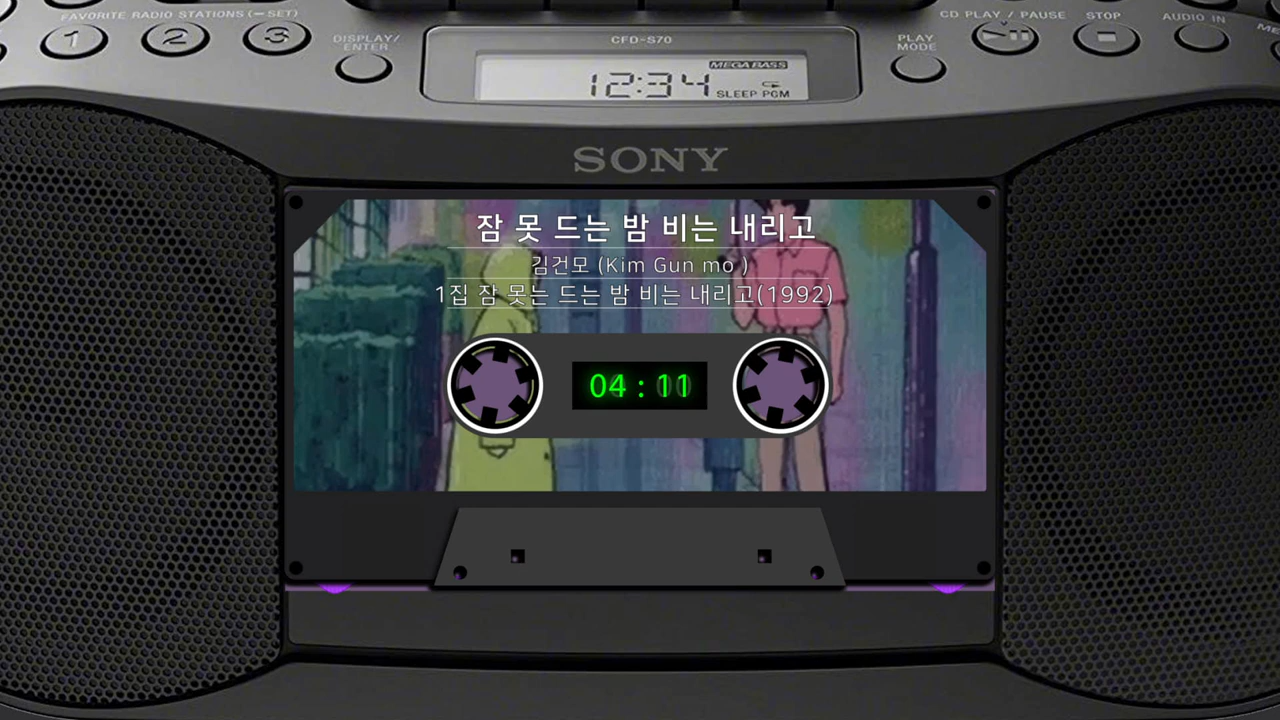 FAVORITE RADIO STATIONS (− SET)
1 2 3
DISPLAY/
ENTER
CFD-S70
MEGA BASS
12:34
SLEEP PGM
PLAY
MODE
CD PLAY / PAUSE
STOP
AUDIO IN
SONY
잠 못 드는 밤 비는 내리고
김건모 (Kim Gun mo )
1집 잠 못는 드는 밤 비는 내리고(1992)
04 : 11